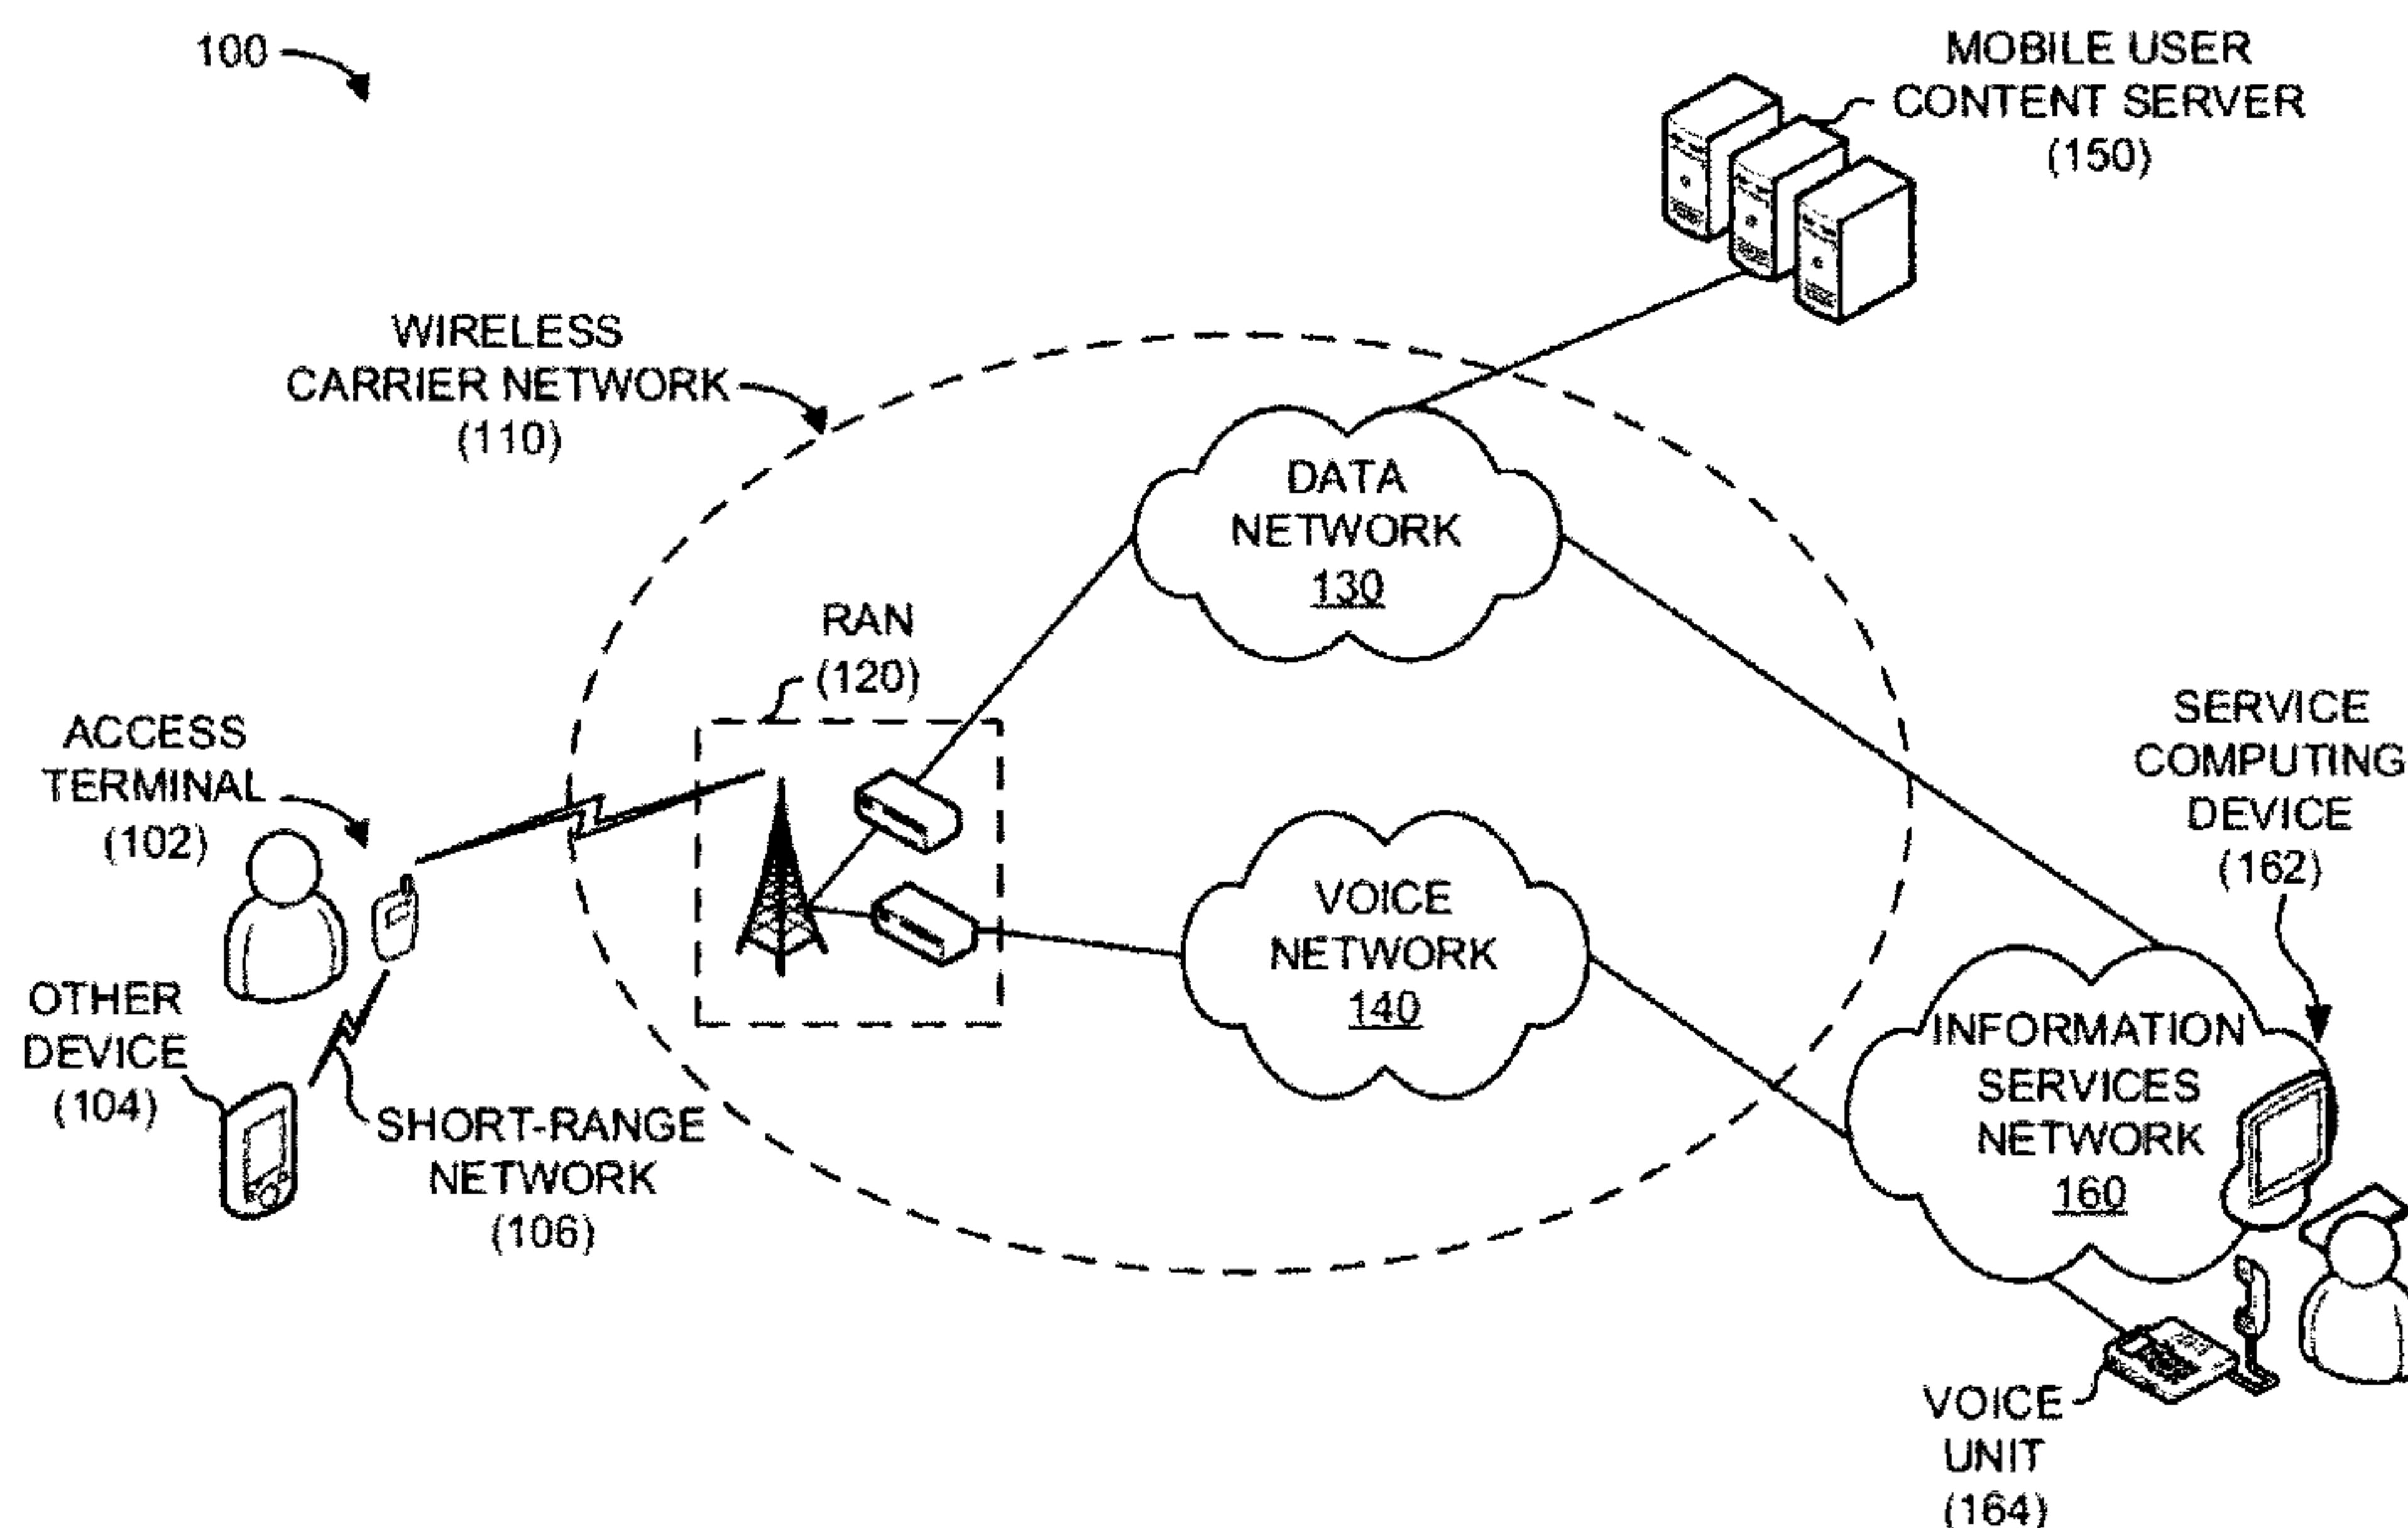 100
MOBILE USER
CONTENT SERVER
(150)
WIRELESS
CARRIER NETWORK
(110)
DATA
NETWORK
130
RAN
(120)
ACCESS
TERMINAL
(102)
SERVICE
COMPUTING
DEVICE
(162)
VOICE
NETWORK
140
OTHER
DEVICE
(104)
SHORT-RANGE
NETWORK
(106)
INFORMATION
SERVICES
NETWORK
160
VOICE
UNIT
(164)